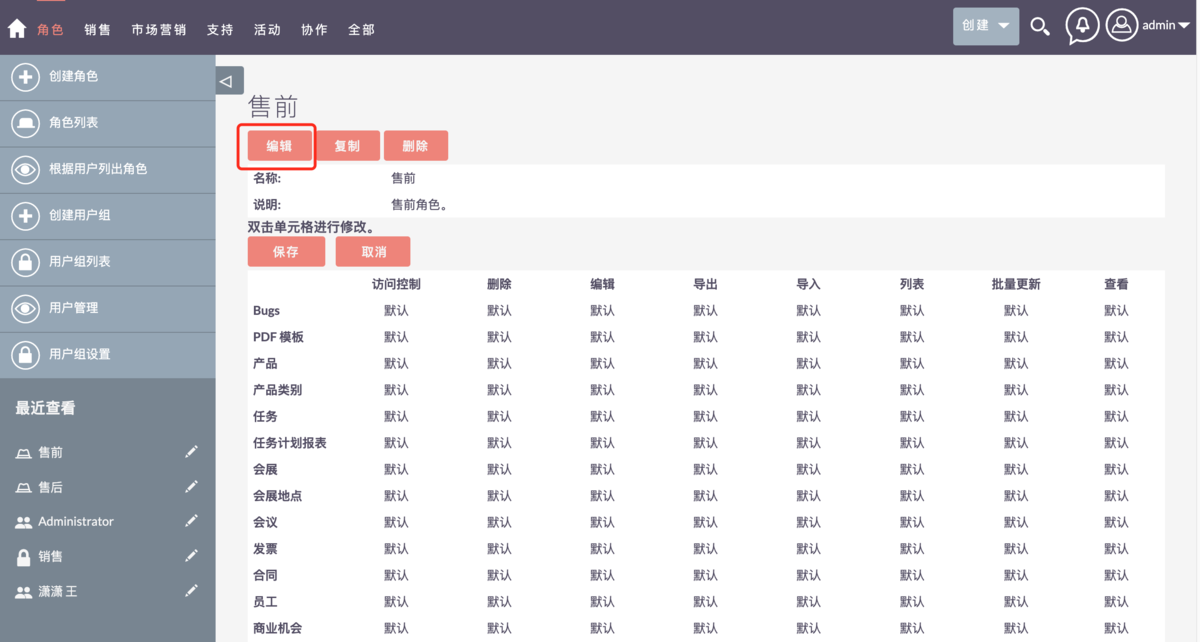 角色 销售 市场营销 支持 活动 协作 全部 创建 admin
创建角色
角色列表
根据用户列出角色
创建用户组
用户组列表
用户管理
用户组设置
最近查看
售前
售后
Administrator
销售
潇潇 王
售前
编辑 复制 删除
名称: 售前
说明: 售前角色。
双击单元格进行修改。
保存 取消
访问控制 删除 编辑 导出 导入 列表 批量更新 查看
Bugs 默认 默认 默认 默认 默认 默认 默认 默认
PDF 模板 默认 默认 默认 默认 默认 默认 默认 默认
产品 默认 默认 默认 默认 默认 默认 默认 默认
产品类别 默认 默认 默认 默认 默认 默认 默认 默认
任务 默认 默认 默认 默认 默认 默认 默认 默认
任务计划报表 默认 默认 默认 默认 默认 默认 默认 默认
会展 默认 默认 默认 默认 默认 默认 默认 默认
会展地点 默认 默认 默认 默认 默认 默认 默认 默认
会议 默认 默认 默认 默认 默认 默认 默认 默认
发票 默认 默认 默认 默认 默认 默认 默认 默认
合同 默认 默认 默认 默认 默认 默认 默认 默认
员工 默认 默认 默认 默认 默认 默认 默认 默认
商业机会 默认 默认 默认 默认 默认 默认 默认 默认